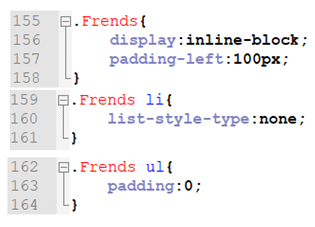 155 .Frends{
156 display:inline-block;
157 padding-left:100px;
158 }
159 .Frends li{
160 list-style-type:none;
161 }
162 .Frends ul{
163 padding:0;
164 }